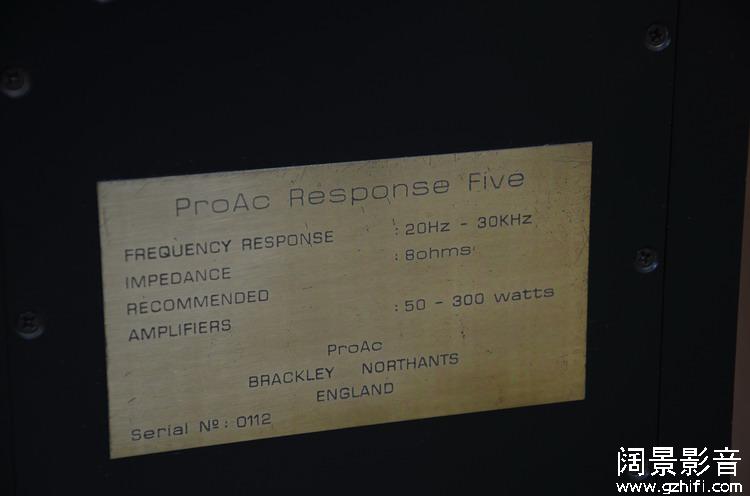 ProAc Response Five
FREQUENCY RESPONSE : 20Hz - 30KHz
IMPEDANCE : 8ohms
RECOMMENDED
AMPLIFIERS : 50 - 300 watts
ProAc
BRACKLEY NORTHANTS
ENGLAND
Serial Nº: 0112
阔景影音
www.gzhifi.com